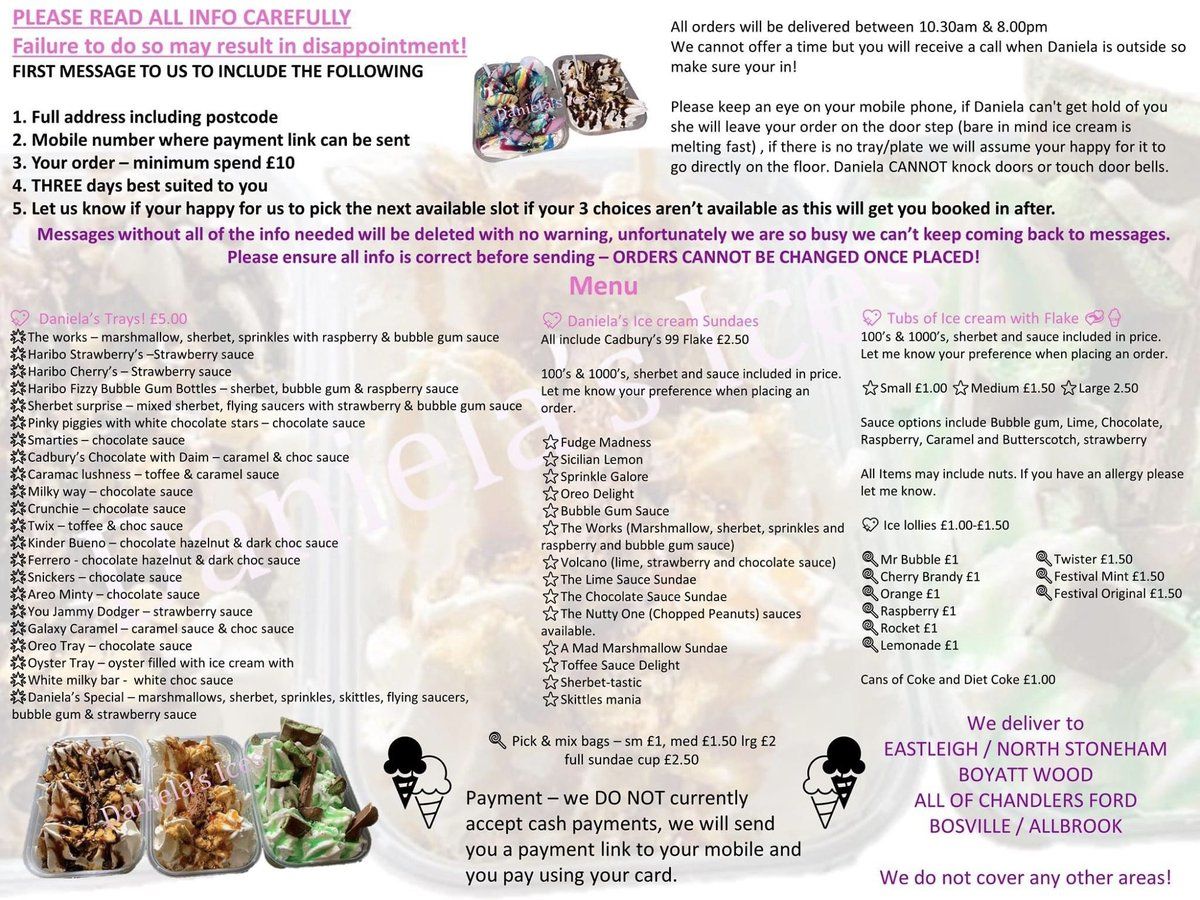 PLEASE READ ALL INFO CAREFULLY
Failure to do so may result in disappointment!
FIRST MESSAGE TO US TO INCLUDE THE FOLLOWING
1. Full address including postcode
2. Mobile number where payment link can be sent
3. Your order – minimum spend £10
4. THREE days best suited to you
5. Let us know if your happy for us to pick the next available slot if your 3 choices aren't available as this will get you booked in after.
Daniela's Ices
All orders will be delivered between 10.30am & 8.00pm
We cannot offer a time but you will receive a call when Daniela is outside so
make sure your in!
Please keep an eye on your mobile phone, if Daniela can't get hold of you
she will leave your order on the door step (bare in mind ice cream is
melting fast) , if there is no tray/plate we will assume your happy for it to
go directly on the floor. Daniela CANNOT knock doors or touch door bells.
Messages without all of the info needed will be deleted with no warning, unfortunately we are so busy we can't keep coming back to messages.
Please ensure all info is correct before sending – ORDERS CANNOT BE CHANGED ONCE PLACED!
Menu
Daniela's Trays! £5.00
The works – marshmallow, sherbet, sprinkles with raspberry & bubble gum sauce
Haribo Strawberry's –Strawberry sauce
Haribo Cherry's – Strawberry sauce
Haribo Fizzy Bubble Gum Bottles – sherbet, bubble gum & raspberry sauce
Sherbet surprise – mixed sherbet, flying saucers with strawberry & bubble gum sauce
Pinky piggies with white chocolate stars – chocolate sauce
Smarties – chocolate sauce
Cadbury's Chocolate with Daim – caramel & choc sauce
Caramac lushness – toffee & caramel sauce
Milky way – chocolate sauce
Crunchie – chocolate sauce
Twix – toffee & choc sauce
Kinder Bueno – chocolate hazelnut & dark choc sauce
Ferrero - chocolate hazelnut & dark choc sauce
Snickers – chocolate sauce
Areo Minty – chocolate sauce
You Jammy Dodger – strawberry sauce
Galaxy Caramel – caramel sauce & choc sauce
Oreo Tray – chocolate sauce
Oyster Tray – oyster filled with ice cream with
White milky bar - white choc sauce
Daniela's Special – marshmallows, sherbet, sprinkles, skittles, flying saucers,
bubble gum & strawberry sauce
Daniela's Ices
Daniela's Ice cream Sundaes
All include Cadbury's 99 Flake £2.50
100's & 1000's, sherbet and sauce included in price.
Let me know your preference when placing an
order.
Fudge Madness
Sicilian Lemon
Sprinkle Galore
Oreo Delight
Bubble Gum Sauce
The Works (Marshmallow, sherbet, sprinkles and
raspberry and bubble gum sauce)
Volcano (lime, strawberry and chocolate sauce)
The Lime Sauce Sundae
The Chocolate Sauce Sundae
The Nutty One (Chopped Peanuts) sauces
available.
A Mad Marshmallow Sundae
Toffee Sauce Delight
Sherbet-tastic
Skittles mania
Pick & mix bags – sm £1, med £1.50 lrg £2
full sundae cup £2.50
Payment – we DO NOT currently
accept cash payments, we will send
you a payment link to your mobile and
you pay using your card.
Tubs of Ice cream with Flake
100's & 1000's, sherbet and sauce included in price.
Let me know your preference when placing an order.
Small £1.00 Medium £1.50 Large 2.50
Sauce options include Bubble gum, Lime, Chocolate,
Raspberry, Caramel and Butterscotch, strawberry
All Items may include nuts. If you have an allergy please
let me know.
Ice lollies £1.00-£1.50
Mr Bubble £1
Cherry Brandy £1
Orange £1
Raspberry £1
Rocket £1
Lemonade £1
Twister £1.50
Festival Mint £1.50
Festival Original £1.50
Cans of Coke and Diet Coke £1.00
We deliver to
EASTLEIGH / NORTH STONEHAM
BOYATT WOOD
ALL OF CHANDLERS FORD
BOSVILLE / ALLBROOK
We do not cover any other areas!
Daniela's Ices